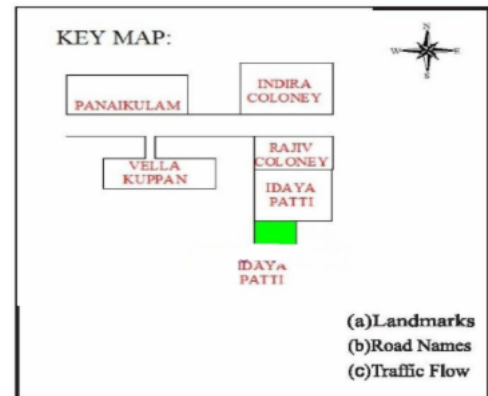 KEY MAP:
N
W E
S
PANAIKULAM
INDIRA
COLONEY
RAJIV
COLONEY
VELLA
KUPPAN
IDAYA
PATTI
IDAYA
PATTI
(a)Landmarks
(b)Road Names
(c)Traffic Flow